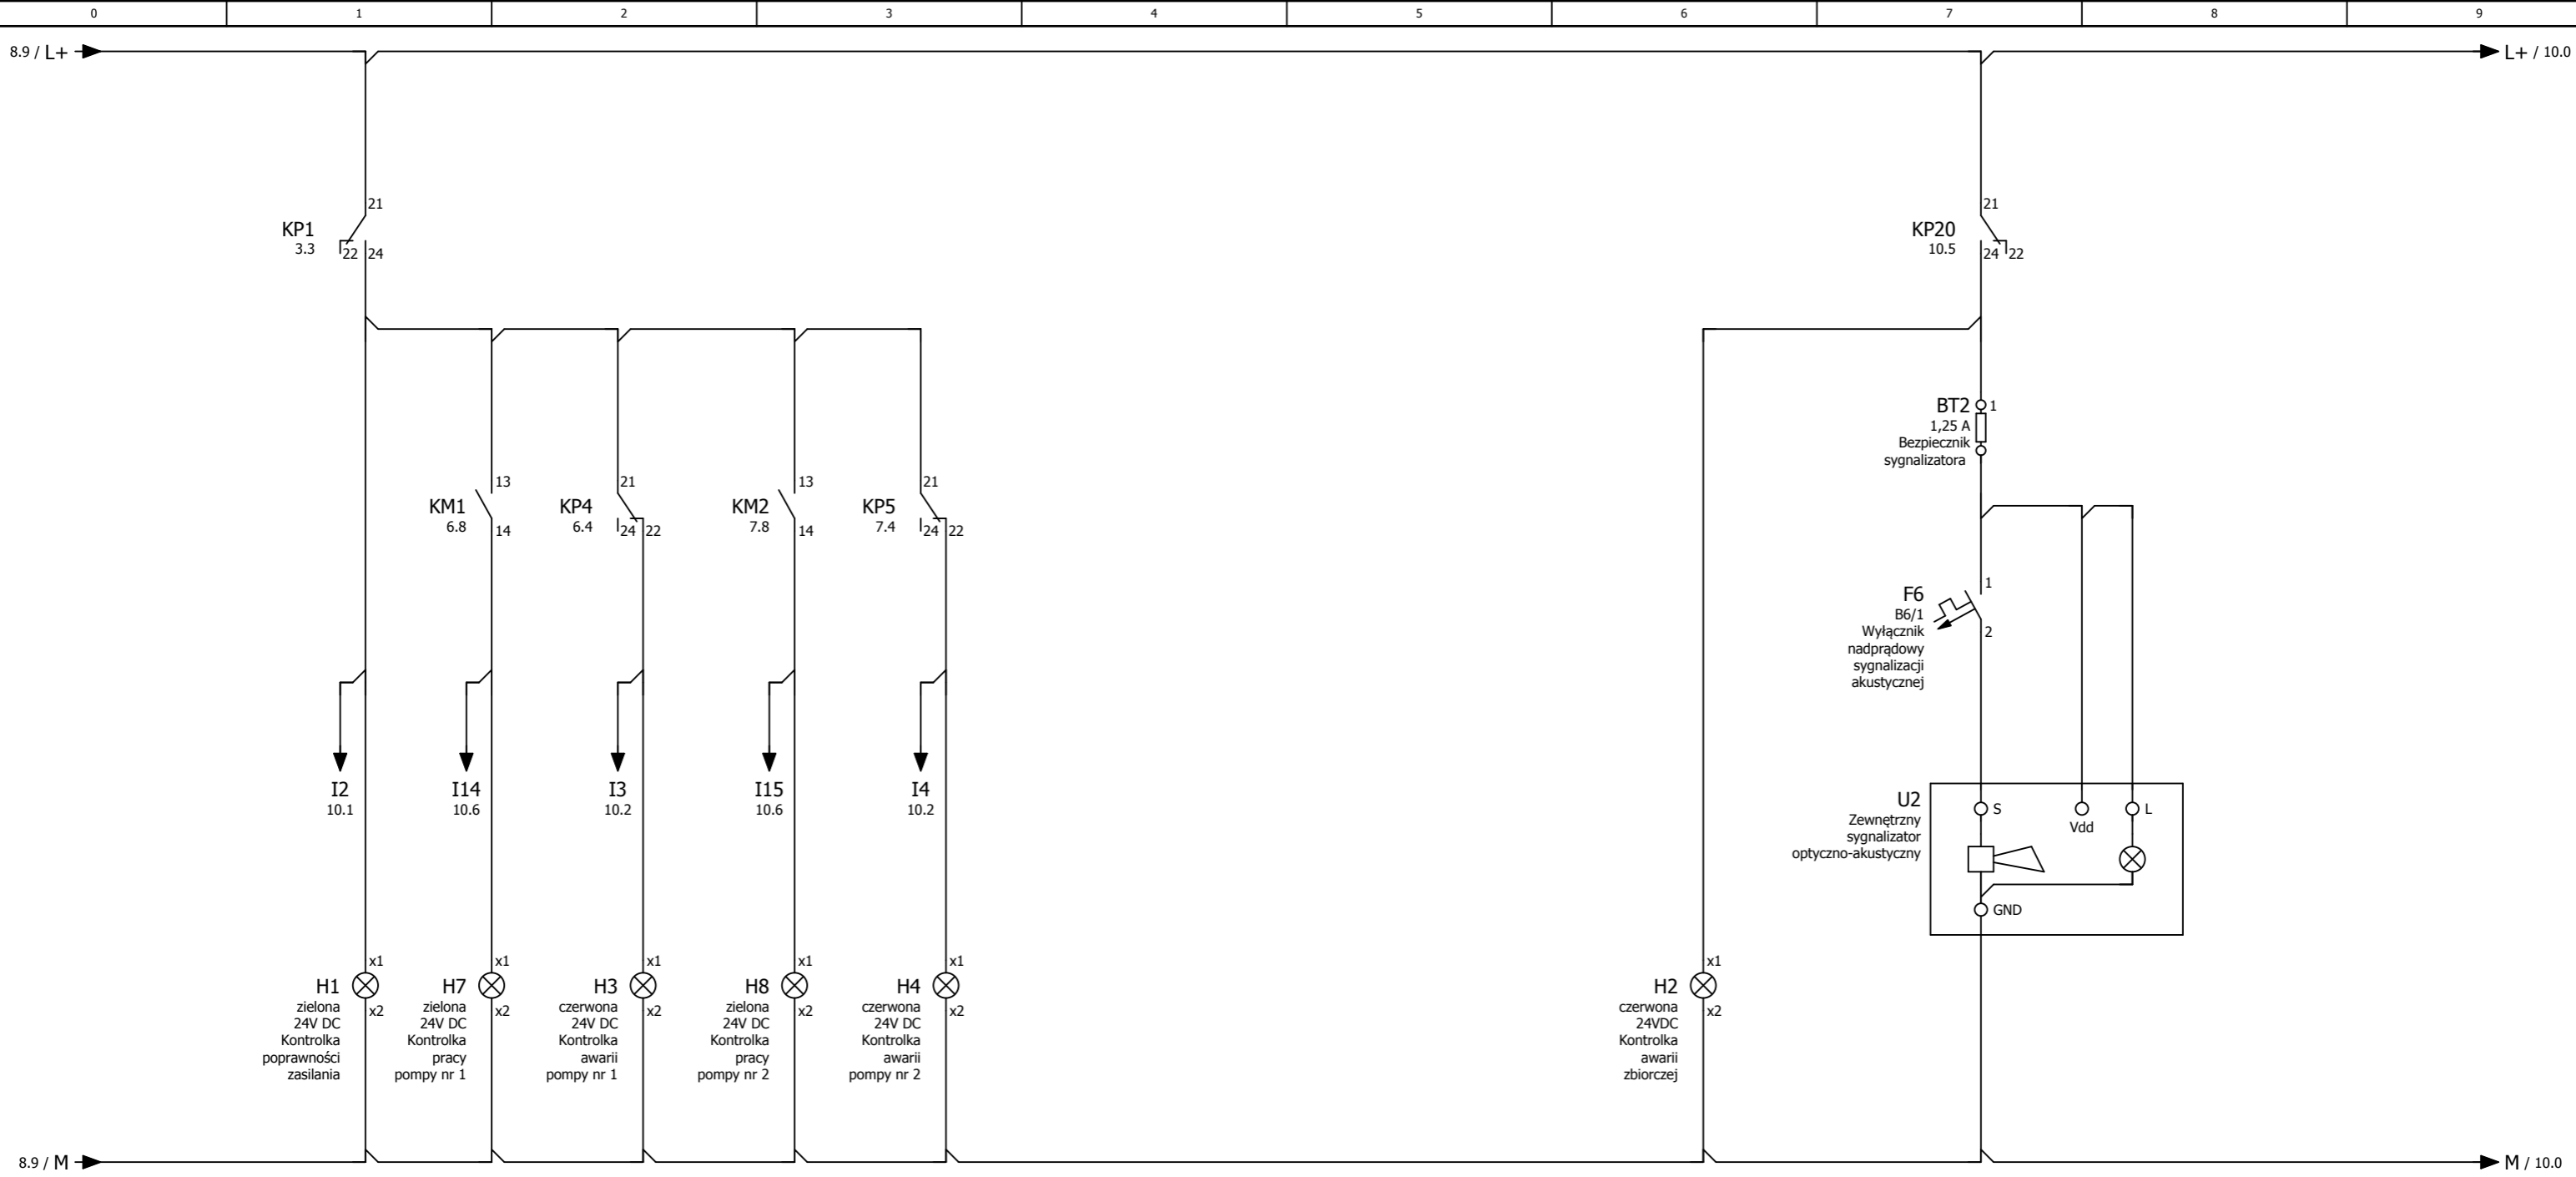 0 1 2 3 4 5 6 7 8 9
8.9 / L+
L+ / 10.0
KP1
3.3
21
22 24
KP20
10.5
21
24 22
BT2
1
1,25 A
Bezpiecznik
sygnalizatora
KM1
6.8
13
14
KP4
6.4
21
24 22
KM2
7.8
13
14
KP5
7.4
21
24 22
F6
B6/1
Wyłącznik
nadprądowy
sygnalizacji
akustycznej
1
2
I2
10.1
I14
10.6
I3
10.2
I15
10.6
I4
10.2
U2
Zewnętrzny
sygnalizator
optyczno-akustyczny
S
Vdd
L
GND
H1
zielona
24V DC
Kontrolka
poprawności
zasilania
x1
x2
H7
zielona
24V DC
Kontrolka
pracy
pompy nr 1
x1
x2
H3
czerwona
24V DC
Kontrolka
awarii
pompy nr 1
x1
x2
H8
zielona
24V DC
Kontrolka
pracy
pompy nr 2
x1
x2
H4
czerwona
24V DC
Kontrolka
awarii
pompy nr 2
x1
x2
H2
czerwona
24VDC
Kontrolka
awarii
zbiorczej
x1
x2
8.9 / M
M / 10.0